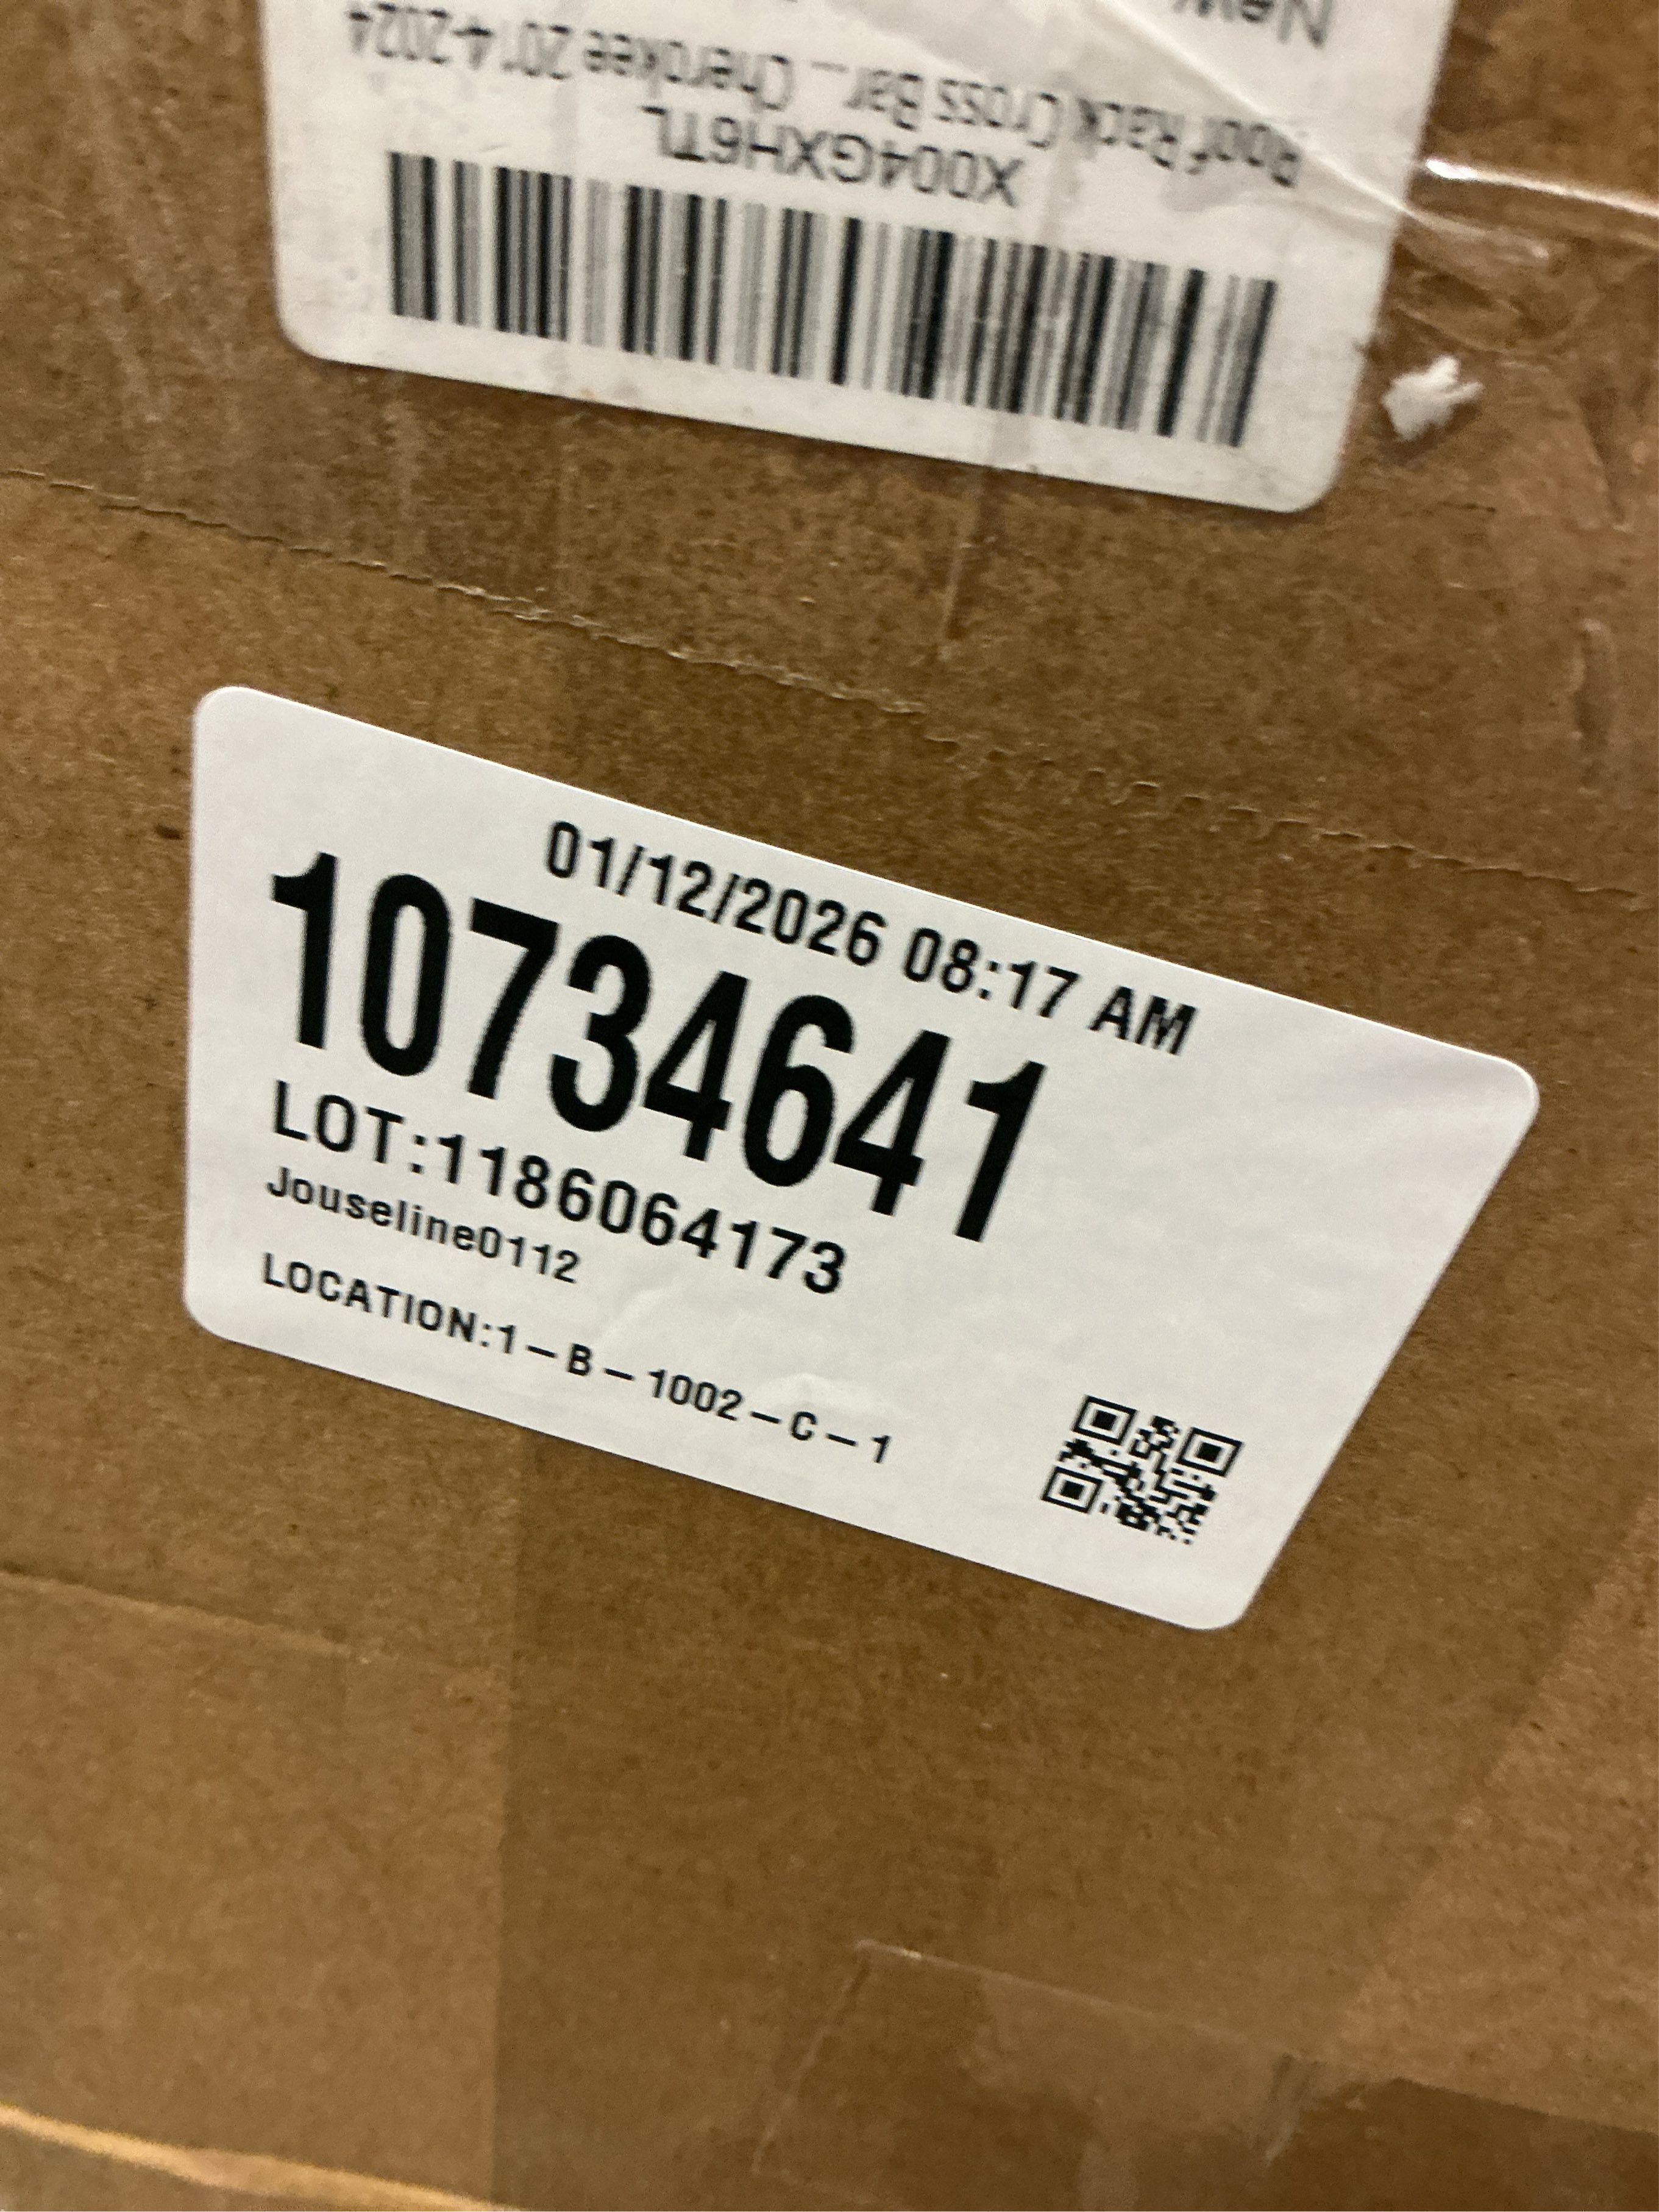 X004GXH6TL
Roof Rack Cross Bar ... Cherokee 2014-2024
New
01/12/2026 08:17 AM
10734641
LOT:1186064173
Jouseline0112
LOCATION:1-B-1002-C-1